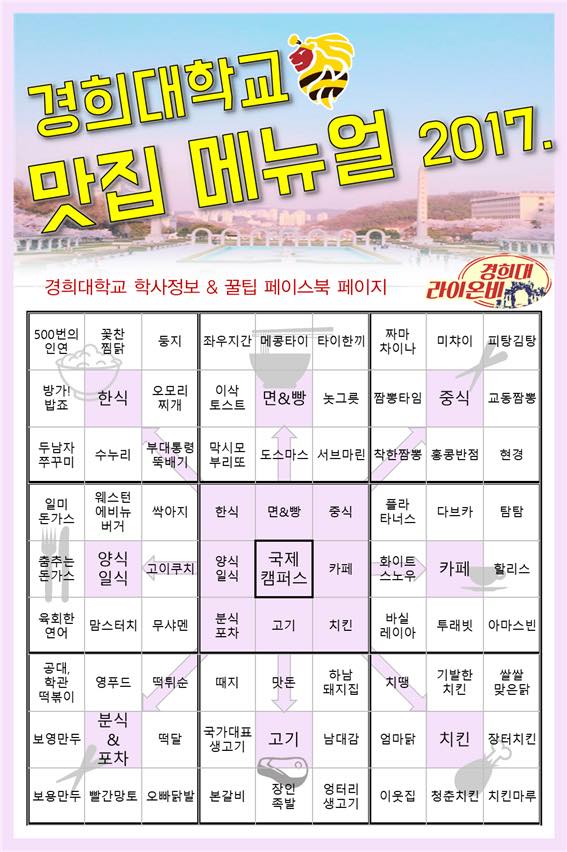 경희대학교
맛집 메뉴얼 2017.
경희대학교 학사정보 & 꿀팁 페이스북 페이지
경희대
라이온비
500번의 인연 꽃찬 찜닭 둥지 좌우지간 메콩타이 타이한끼 짜마 차이나 미챠이 피탕김탕
방가! 밥죠 한식 오모리 찌개 이삭 토스트 면&빵 놋그릇 짬뽕타임 중식 교동짬뽕
두남자 쭈꾸미 수누리 부대통령 뚝배기 막시모 부리또 도스마스 서브마린 착한짬뽕 홍콩반점 현경
일미 돈가스 웨스턴 에비뉴 버거 싹아지 한식 면&빵 중식 플라 타너스 다브카 탐탐
춤추는 돈가스 양식 일식 고이쿠치 양식 일식 국제 캠퍼스 카페 화이트 스노우 카페 할리스
육회한 연어 맘스터치 무샤멘 분식 포차 고기 치킨 바실 레이아 투래빗 아마스빈
공대, 학관 떡볶이 영푸드 떡튀순 때지 맛돈 하남 돼지집 치땡 기발한 치킨 쌀쌀 맞은닭
보영만두 분식 & 포차 떡달 국가대표 생고기 고기 남대감 엄마닭 치킨 장터치킨
보용만두 빨간망토 오빠닭발 본갈비 장인 족발 엉터리 생고기 이웃집 청춘치킨 치킨마루